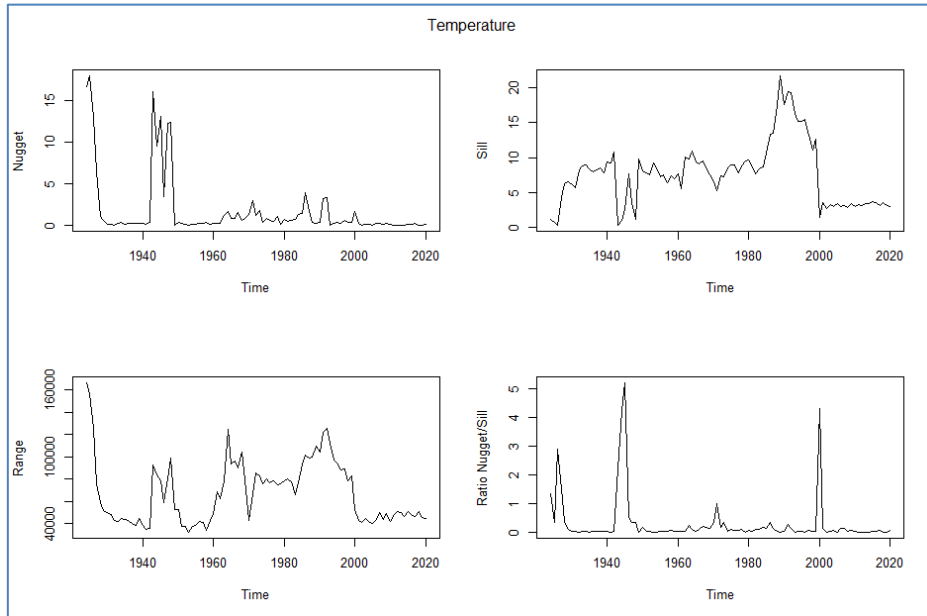 Temperature
Nugget
0 5 10 15
1940 1960 1980 2000 2020
Time
Sill
0 5 10 15 20
1940 1960 1980 2000 2020
Time
Range
40000 100000 160000
1940 1960 1980 2000 2020
Time
Ratio Nugget/Sill
0 1 2 3 4 5
1940 1960 1980 2000 2020
Time